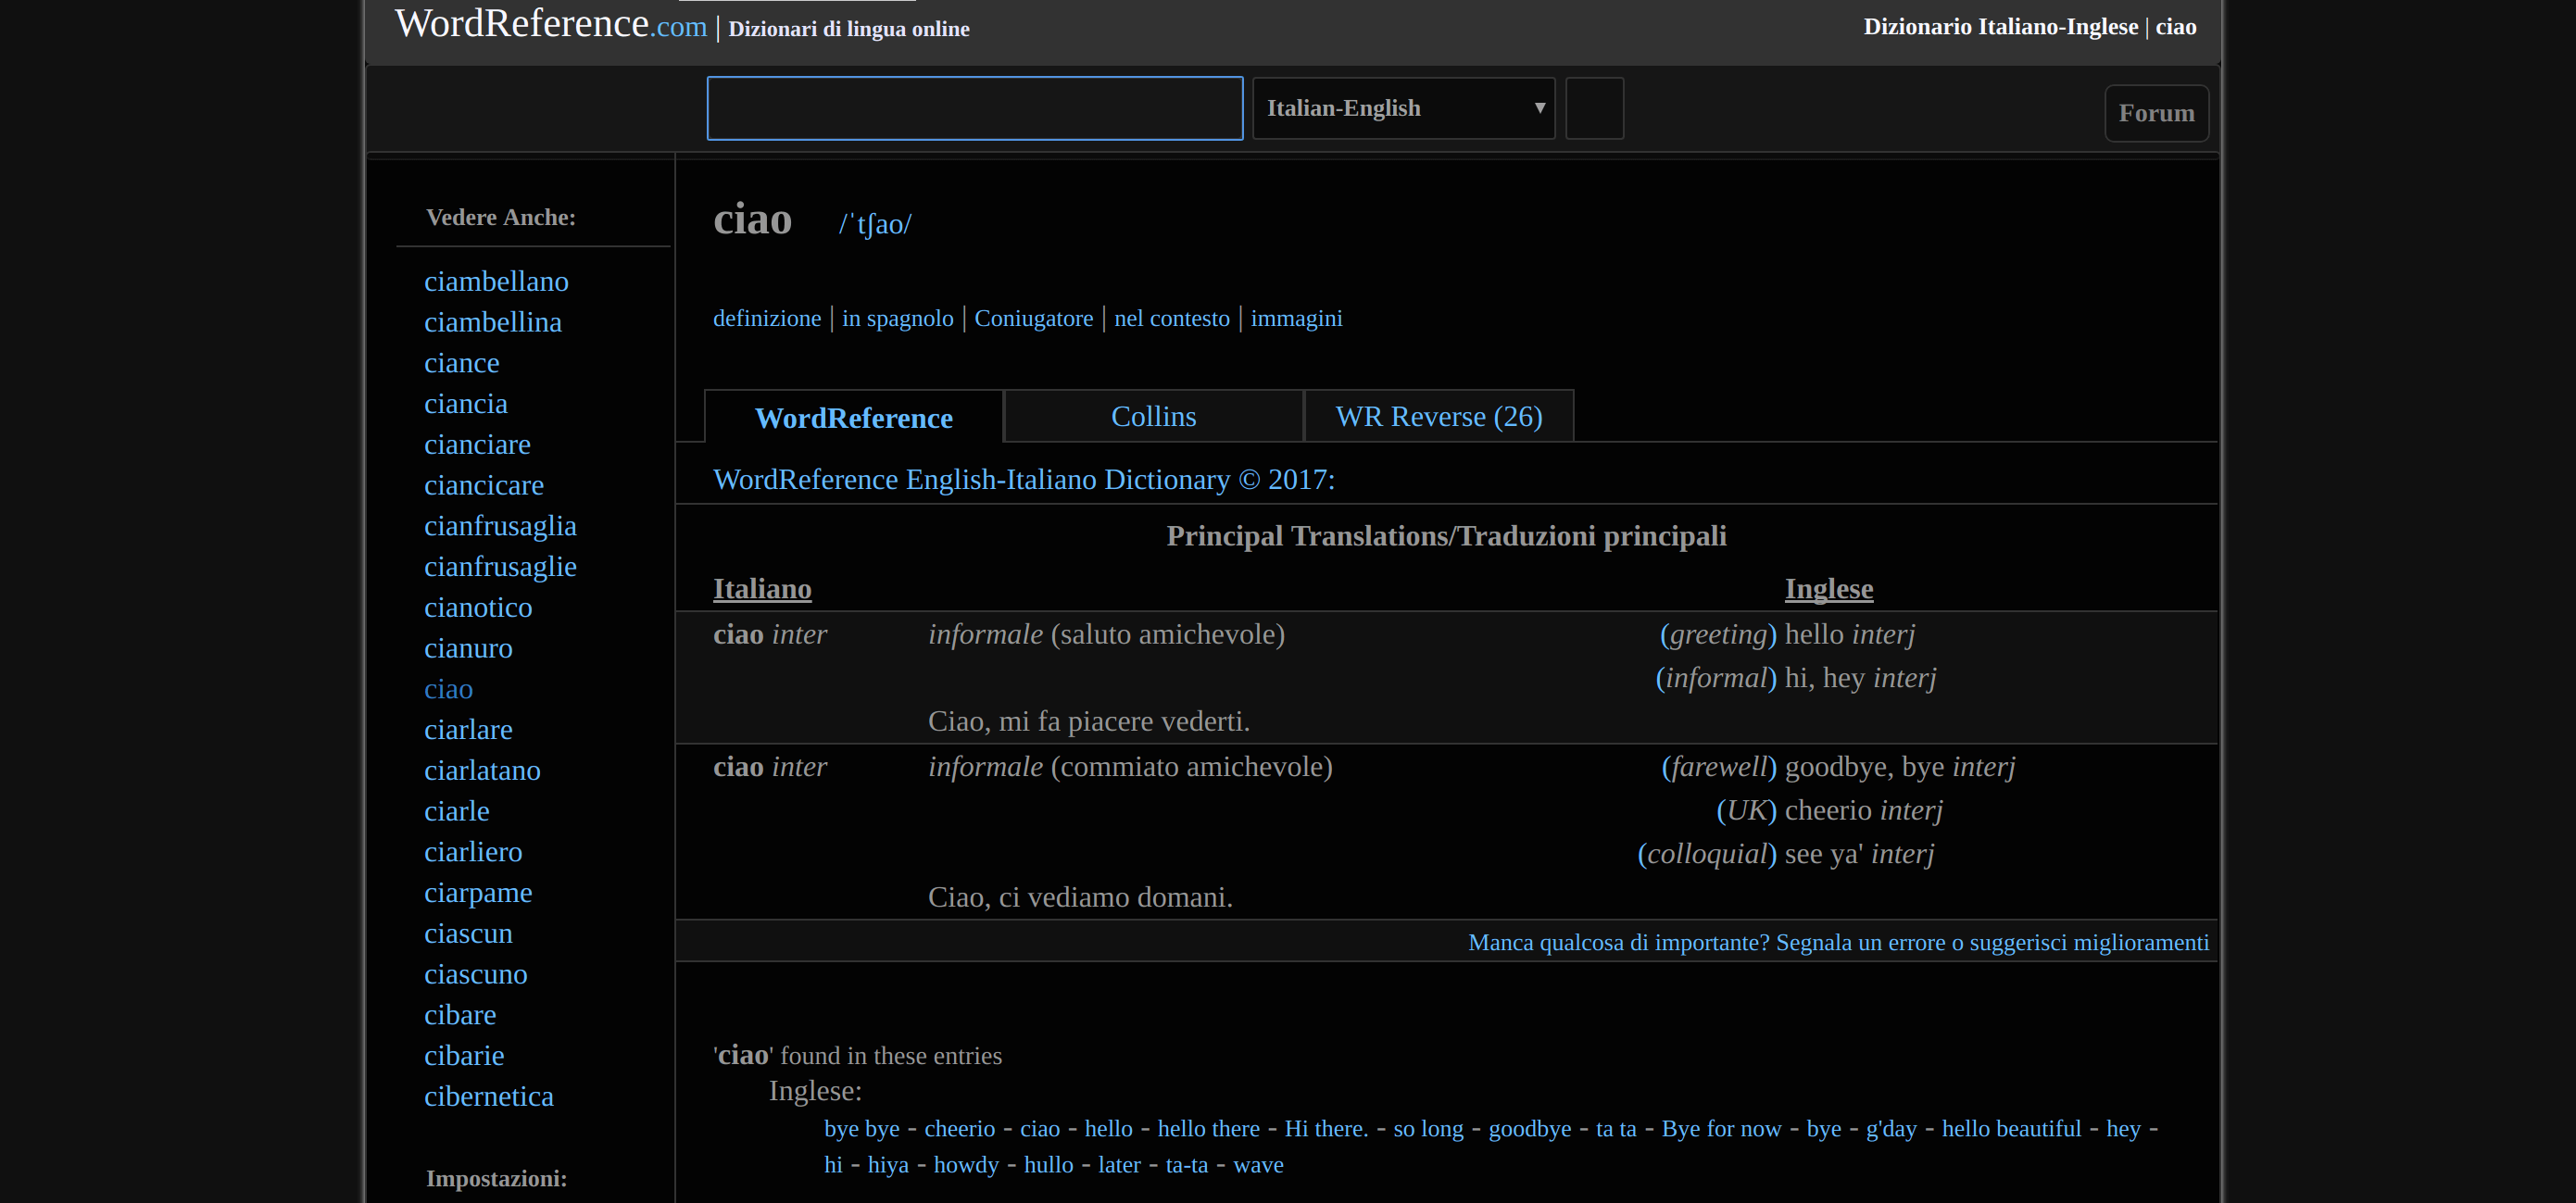 WordReference.com | Dizionari di lingua online
Dizionario Italiano-Inglese | ciao
Italian-English
Forum
Vedere Anche:
ciambellano
ciambellina
ciance
ciancia
cianciare
ciancicare
cianfrusaglia
cianfrusaglie
cianotico
cianuro
ciao
ciarlare
ciarlatano
ciarle
ciarliero
ciarpame
ciascun
ciascuno
cibare
cibarie
cibernetica
Impostazioni:
ciao /ˈtʃao/
definizione | in spagnolo | Coniugatore | nel contesto | immagini
WordReference Collins WR Reverse (26)
WordReference English-Italiano Dictionary © 2017:
Principal Translations/Traduzioni principali
Italiano Inglese
ciao inter informale (saluto amichevole) (greeting) hello interj
(informal) hi, hey interj
Ciao, mi fa piacere vederti.
ciao inter informale (commiato amichevole) (farewell) goodbye, bye interj
(UK) cheerio interj
(colloquial) see ya' interj
Ciao, ci vediamo domani.
Manca qualcosa di importante? Segnala un errore o suggerisci miglioramenti
'ciao' found in these entries
Inglese:
bye bye - cheerio - ciao - hello - hello there - Hi there. - so long - goodbye - ta ta - Bye for now - bye - g'day - hello beautiful - hey -
hi - hiya - howdy - hullo - later - ta-ta - wave